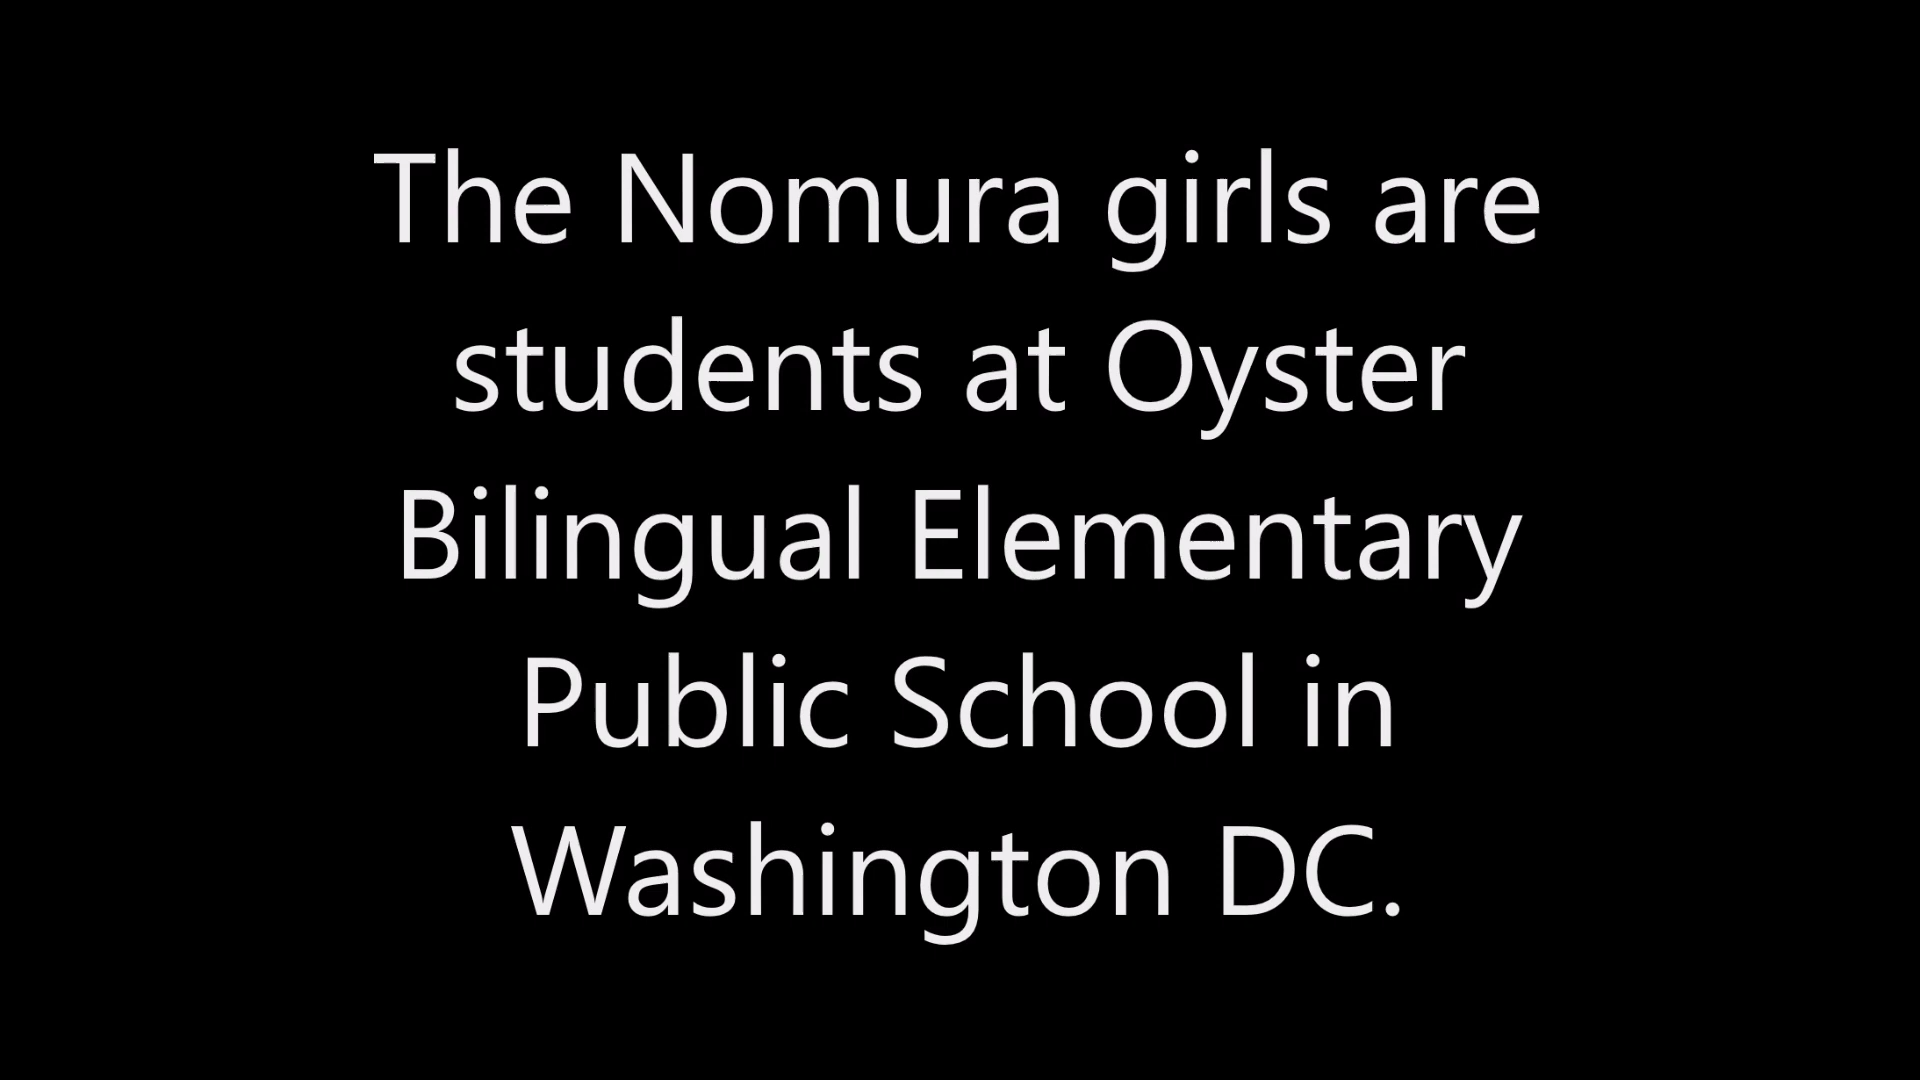 The Nomura girls are
students at Oyster
Bilingual Elementary
Public School in
Washington DC.